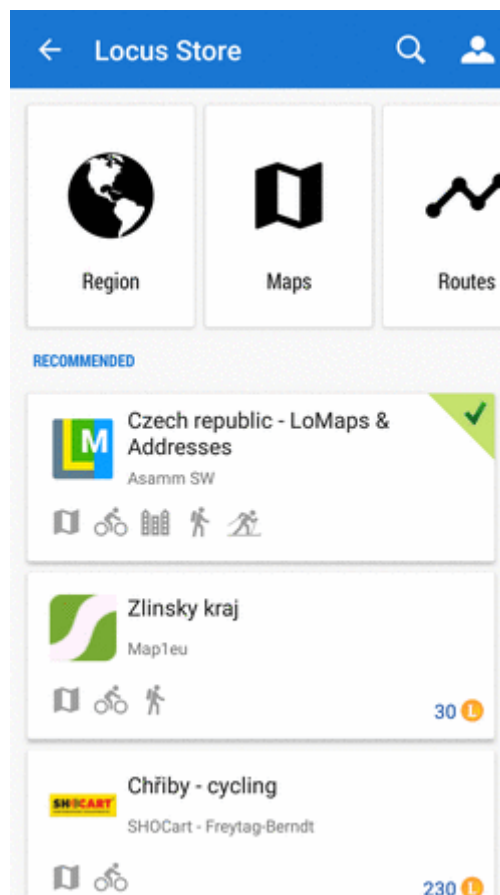 Locus Store
Region
Maps
Routes
RECOMMENDED
LM
Czech republic - LoMaps &
Addresses
Asamm SW
Zlinsky kraj
Map1eu
30 L
SHOCART
Chřiby - cycling
SHOCart - Freytag-Berndt
230 L